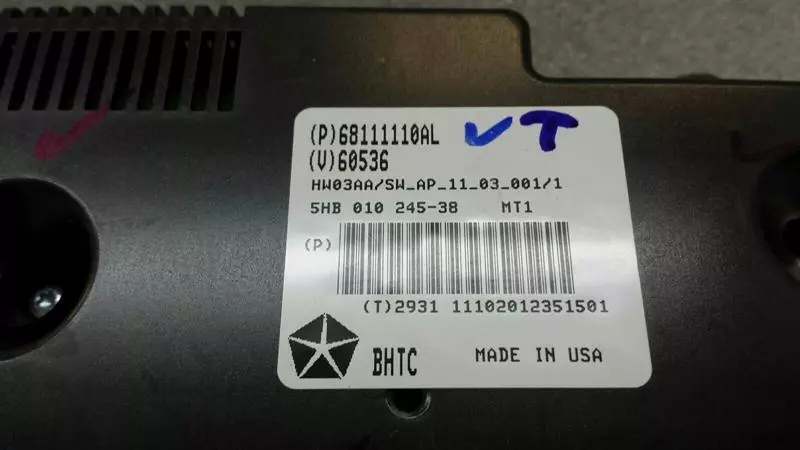 (P)68111110AL VT
(V)60536
HW03AA/SW_AP_11_03_001/1
5HB 010 245-38 MT1
(P)
(T)2931 11102012351501
BHTC MADE IN USA